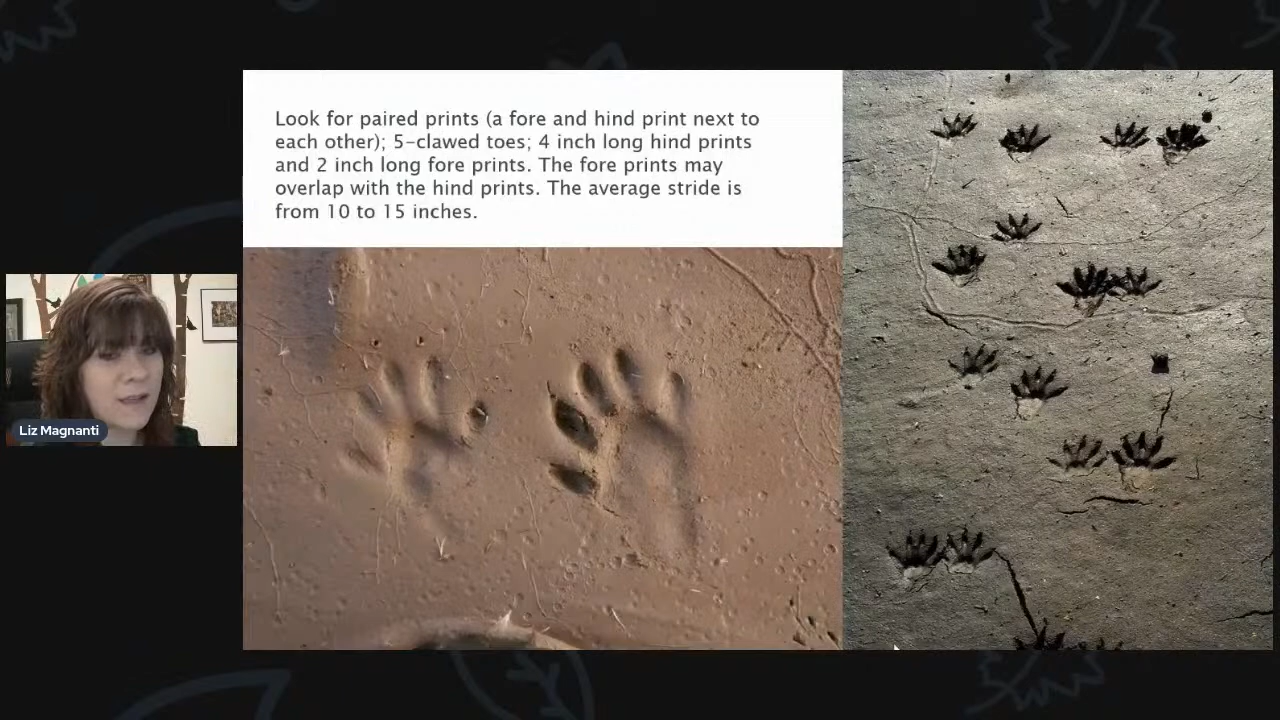 Look for paired prints (a fore and hind print next to
each other); 5-clawed toes; 4 inch long hind prints
and 2 inch long fore prints. The fore prints may
overlap with the hind prints. The average stride is
from 10 to 15 inches.
Liz Magnanti